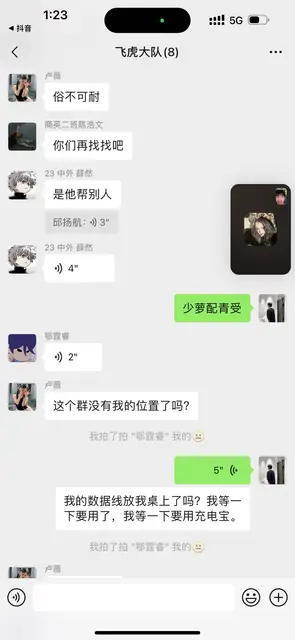 1:23
5G
抖音
飞虎大队(8)
卢薇
俗不可耐
商英二班陈浩文
你们再找找吧
23 中外 薛然
是他帮别人
邱扬航: 3"
23 中外 薛然
4"
少萝配青受
鄂霆睿
2"
卢薇
这个群没有我的位置了吗?
我拍了拍 "鄂霆睿" 我的
5"
我的数据线放我桌上了吗?我等一
下要用了,我等一下要用充电宝。
我拍了拍 "鄂霆睿" 我的
卢薇